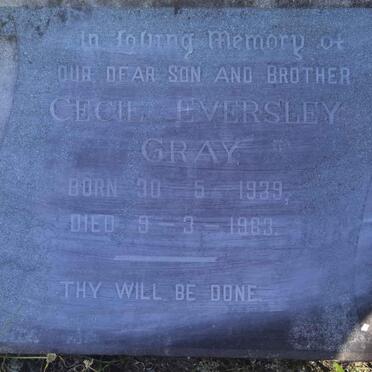 In loving Memory of
OUR DEAR SON AND BROTHER
CECIL EVERSLEY
GRAY
BORN 30 - 5 - 1939,
DIED 9 - 3 - 1983.
THY WILL BE DONE.